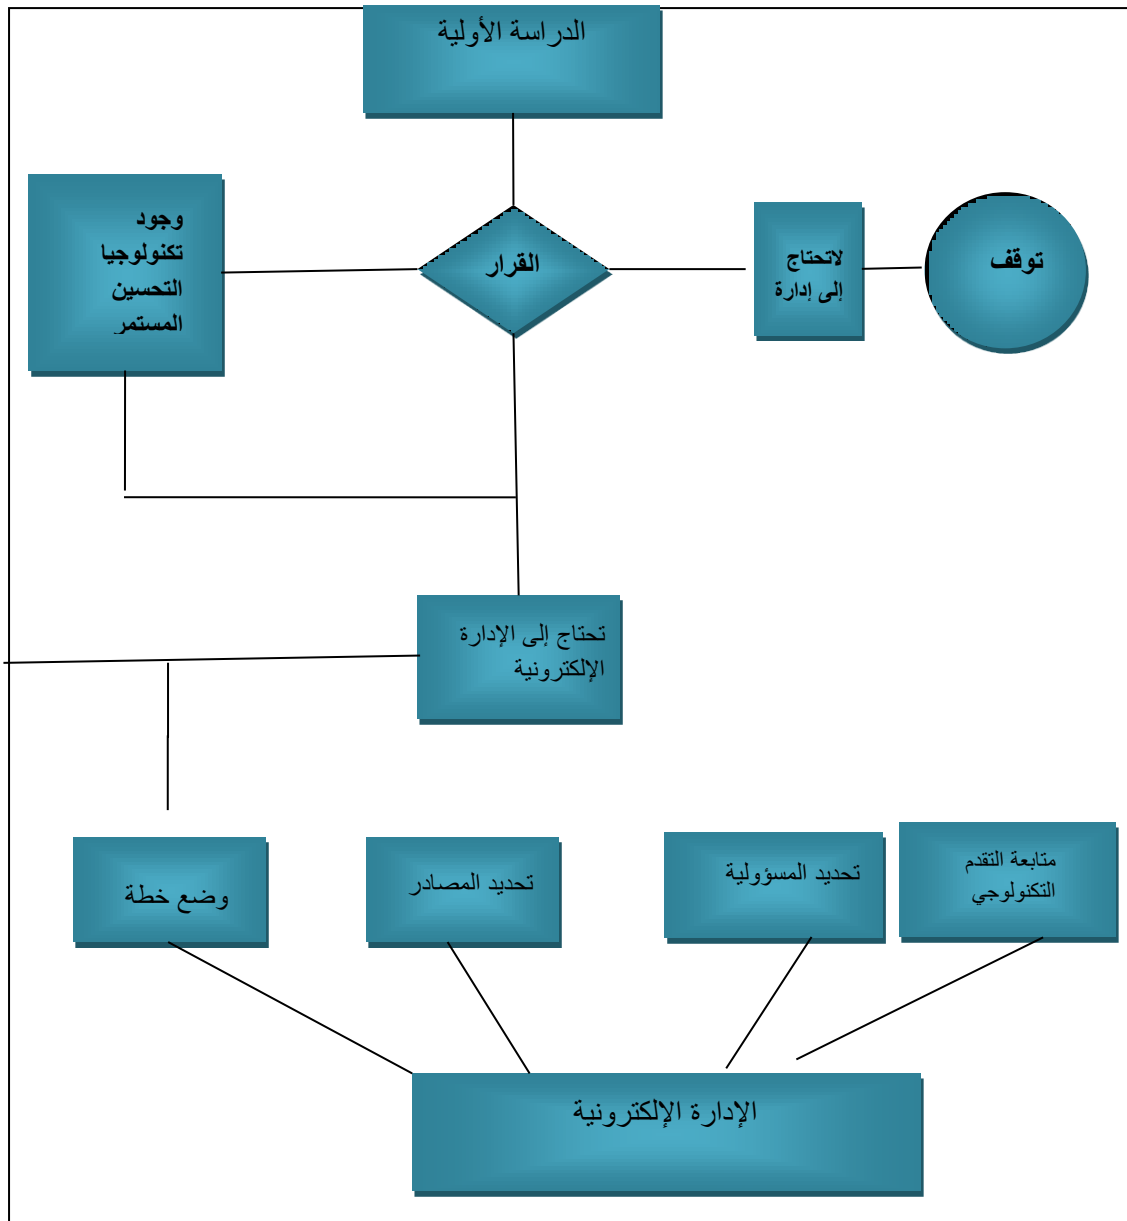 الدراسة الأولية
وجود
تكنولوجيا
التحسين
المستمر
القرار
لاتحتاج
إلى إدارة
توقف
تحتاج إلى الإدارة
الإلكترونية
متابعة التقدم
التكنولوجي
تحديد المسؤولية
تحديد المصادر
وضع خطة
الإدارة الإلكترونية